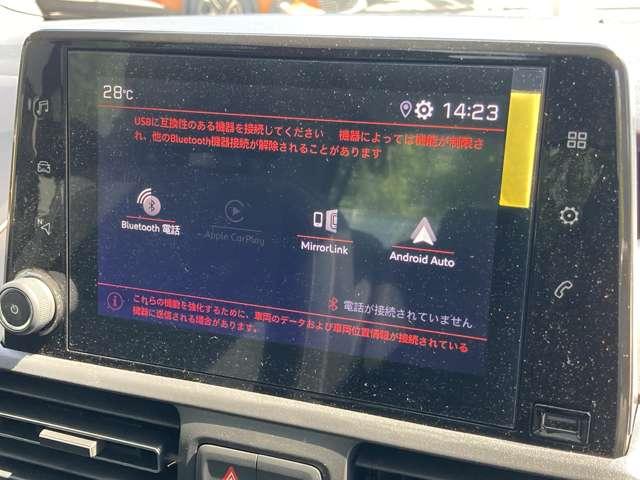 28℃
14:23
USBに互換性のある機器を接続してください 機器によっては機能が制限さ
れ、他のBluetooth機器接続が解除されることがあります
Bluetooth 電話
Apple CarPlay
MirrorLink
Android Auto
電話が接続されていません
これらの機能を強化するために、車両のデータおよび車両位置情報が接続されている
機器に送信される場合があります。
N